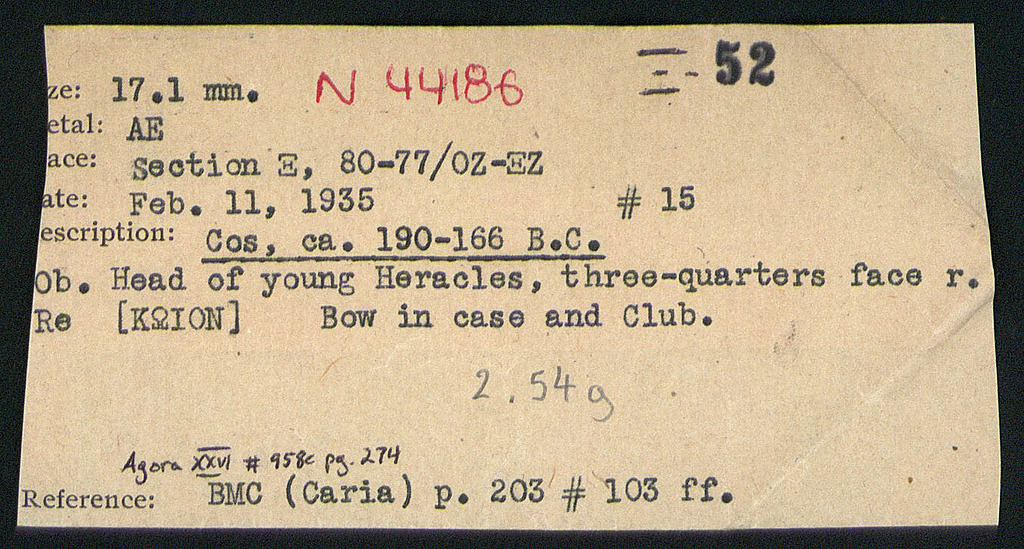 ze: 17.1 mm. N 44186 Ξ - 52
etal: AE
ace: Section Ξ, 80-77/OZ-ΞZ
ate: Feb. 11, 1935 # 15
escription: Cos, ca. 190-166 B.C.
Ob. Head of young Heracles, three-quarters face r.
Re [KΩION] Bow in case and Club.
2.54g
Agora XXVI # 958c pg. 274
Reference: BMC (Caria) p. 203 # 103 ff.